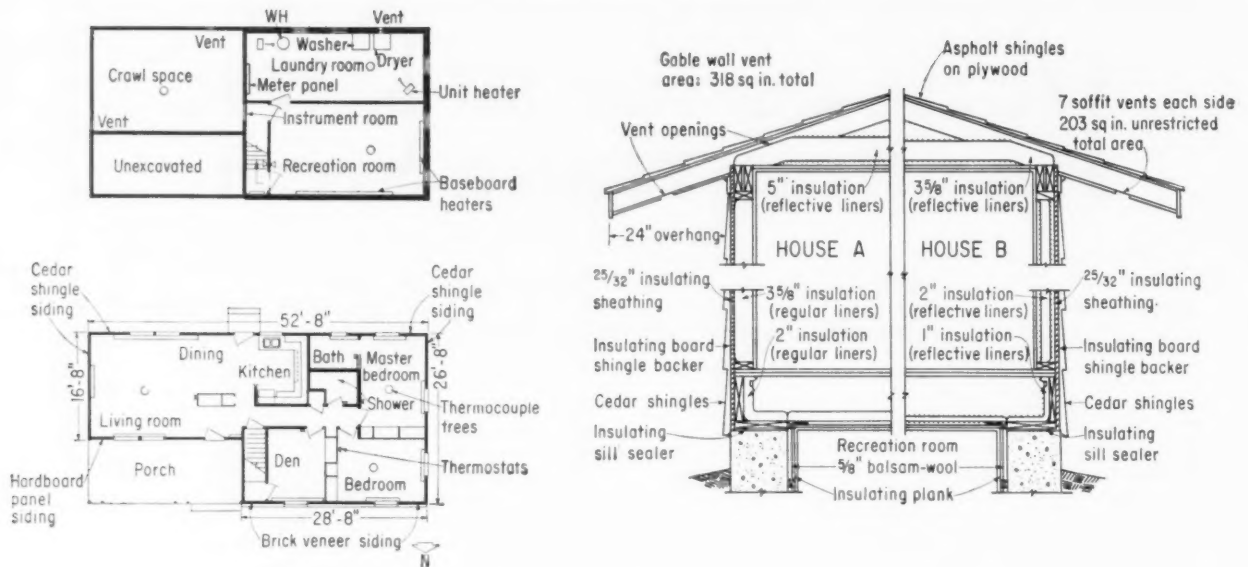 WH
Vent
Vent
Washer
Laundry room
Dryer
Crawl space
Meter panel
Unit heater
Vent
Instrument room
Unexcavated
Recreation room
Baseboard
heaters
Cedar
shingle
siding
Cedar
shingle
siding
52'-8"
Dining
Kitchen
Bath
Master
bedroom
16'-8"
26'-8"
Shower
Living room
Thermocouple
trees
Porch
Den
Thermostats
Bedroom
Hardboard
panel
siding
28'-8"
Brick veneer siding
N
Gable wall vent
area: 318 sq in. total
Asphalt shingles
on plywood
7 soffit vents each side
203 sq in. unrestricted
total area
Vent openings
5" insulation
(reflective liners)
3 5/8" insulation
(reflective liners)
24" overhang
HOUSE A
HOUSE B
25/32" insulating
sheathing
3 5/8" insulation
(regular liners)
2" insulation
(reflective liners)
25/32" insulating
sheathing.
2" insulation
(regular liners)
1" insulation
(reflective liners)
Insulating board
shingle backer
Insulating board
shingle backer
Cedar shingles
Cedar shingles
Insulating
sill sealer
Recreation room
5/8" balsam-wool
Insulating plank
Insulating
sill sealer